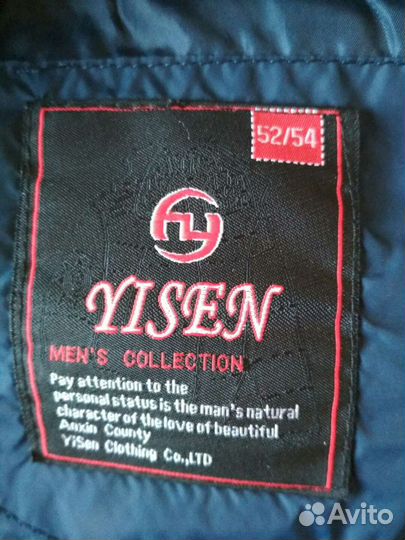 52/54
YISEN
MEN'S COLLECTION
Pay attention to the
personal status is the man's natural
character of the love of beautiful
Anxin County
YiSen Clothing Co.,LTD
Avito